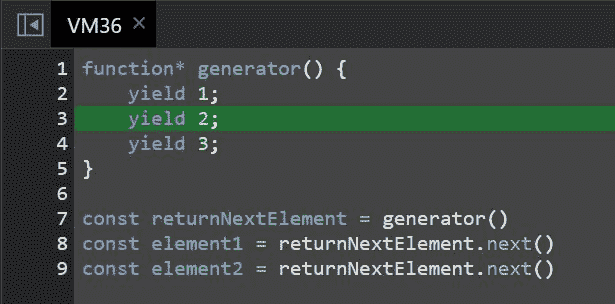 VM36 ×
1 function* generator() {
2     yield 1;
3     yield 2;
4     yield 3;
5 }
6
7 const returnNextElement = generator()
8 const element1 = returnNextElement.next()
9 const element2 = returnNextElement.next()